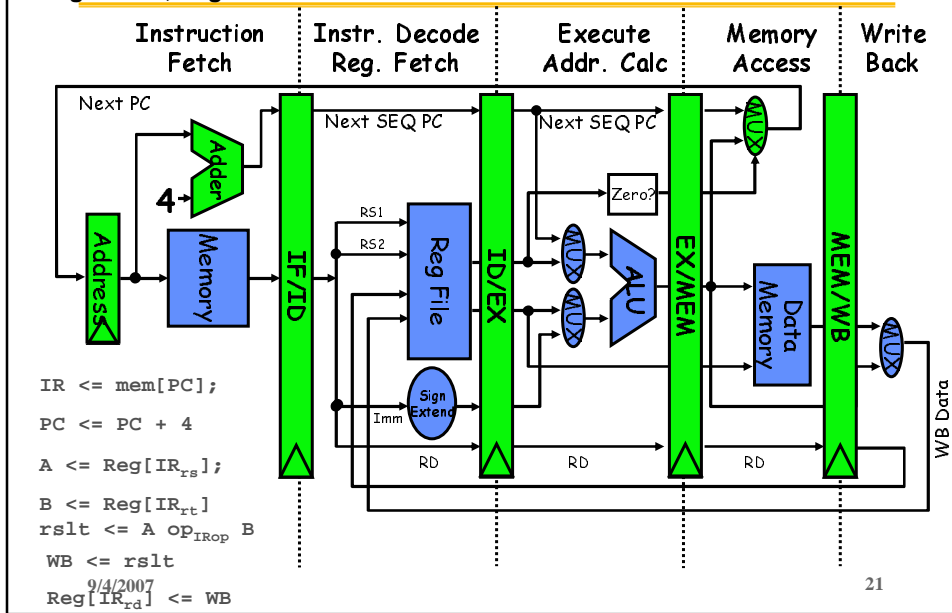 Instruction Fetch
Instr. Decode Reg. Fetch
Execute Addr. Calc
Memory Access
Write Back
Next PC
Next SEQ PC
Next SEQ PC
MUX
Adder
4
Zero?
RS1
RS2
Address
Memory
IF/ID
Reg File
ID/EX
MUX
MUX
ALU
EX/MEM
Data Memory
MEM/WB
MUX
Imm
Sign Extend
RD
RD
RD
WB Data
IR <= mem[PC];
PC <= PC + 4
A <= Reg[IRrs];
B <= Reg[IRrt]
rslt <= A opIRop B
WB <= rslt
9/4/2007
Reg[IRrd] <= WB
21